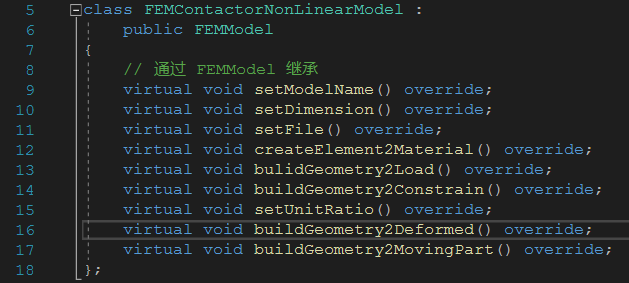 5 class FEMContactorNonLinearModel :
6 public FEMModel
7 {
8 // 通过 FEMModel 继承
9 virtual void setModelName() override;
10 virtual void setDimension() override;
11 virtual void setFile() override;
12 virtual void createElement2Material() override;
13 virtual void bulidGeometry2Load() override;
14 virtual void buildGeometry2Constrain() override;
15 virtual void setUnitRatio() override;
16 virtual void buildGeometry2Deformed() override;
17 virtual void buildGeometry2MovingPart() override;
18 };